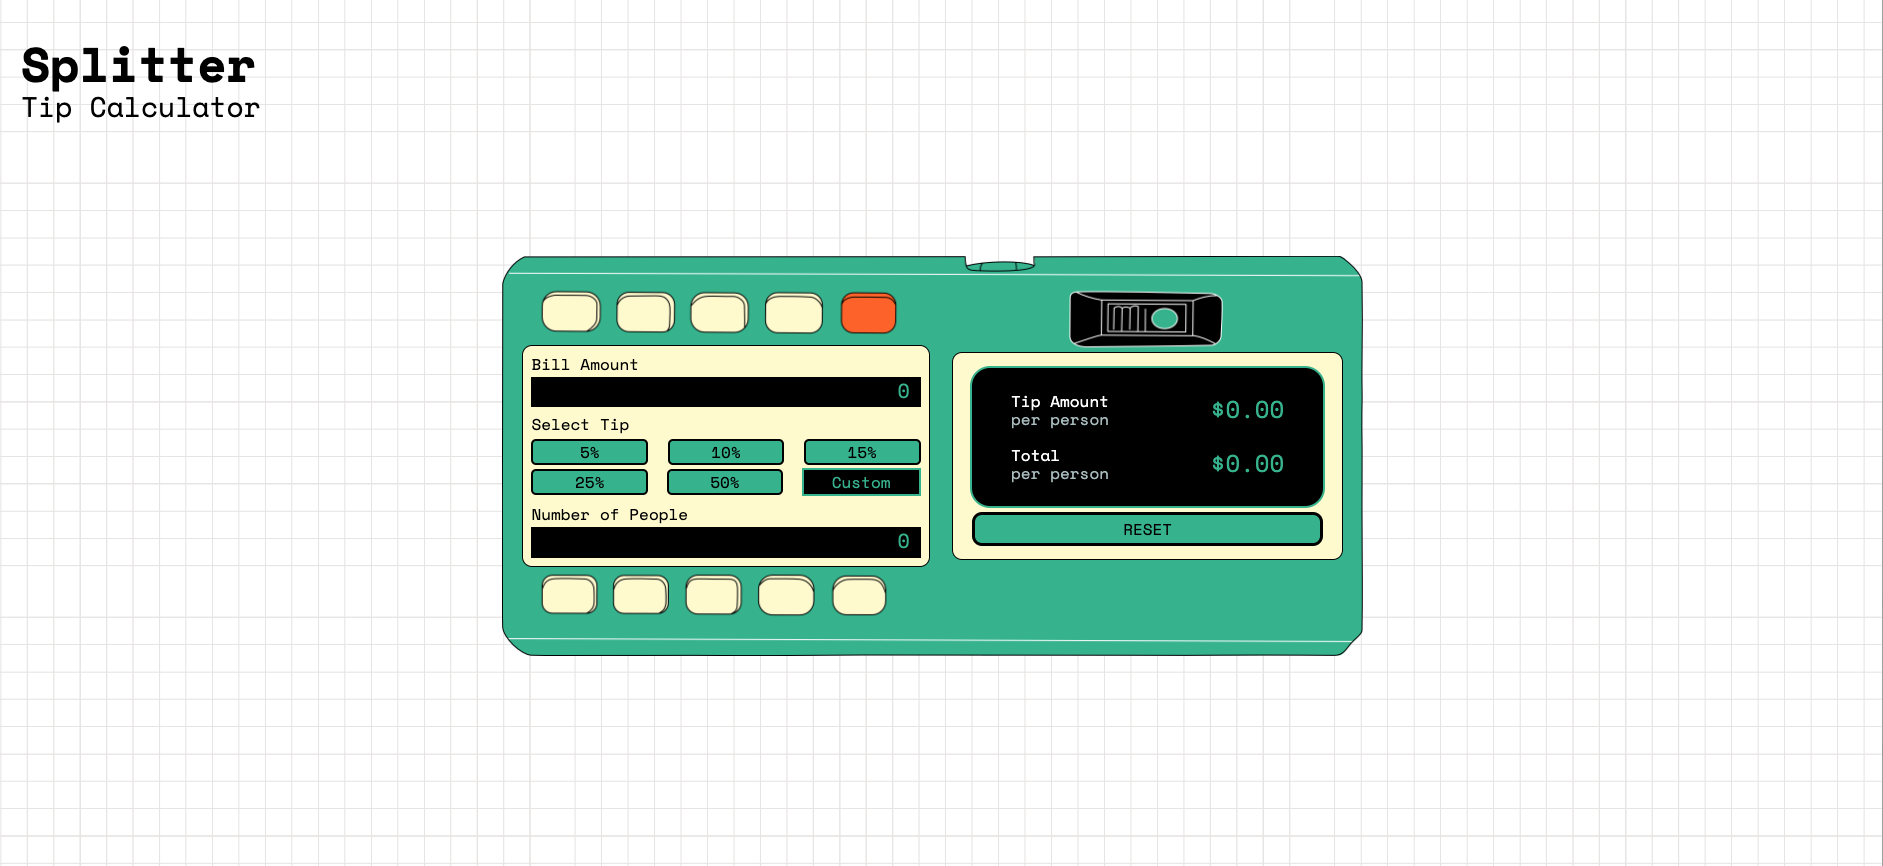 Splitter
Tip Calculator
Bill Amount
0
Select Tip
5% 10% 15%
25% 50% Custom
Number of People
0
Tip Amount
per person
$0.00
Total
per person
$0.00
RESET